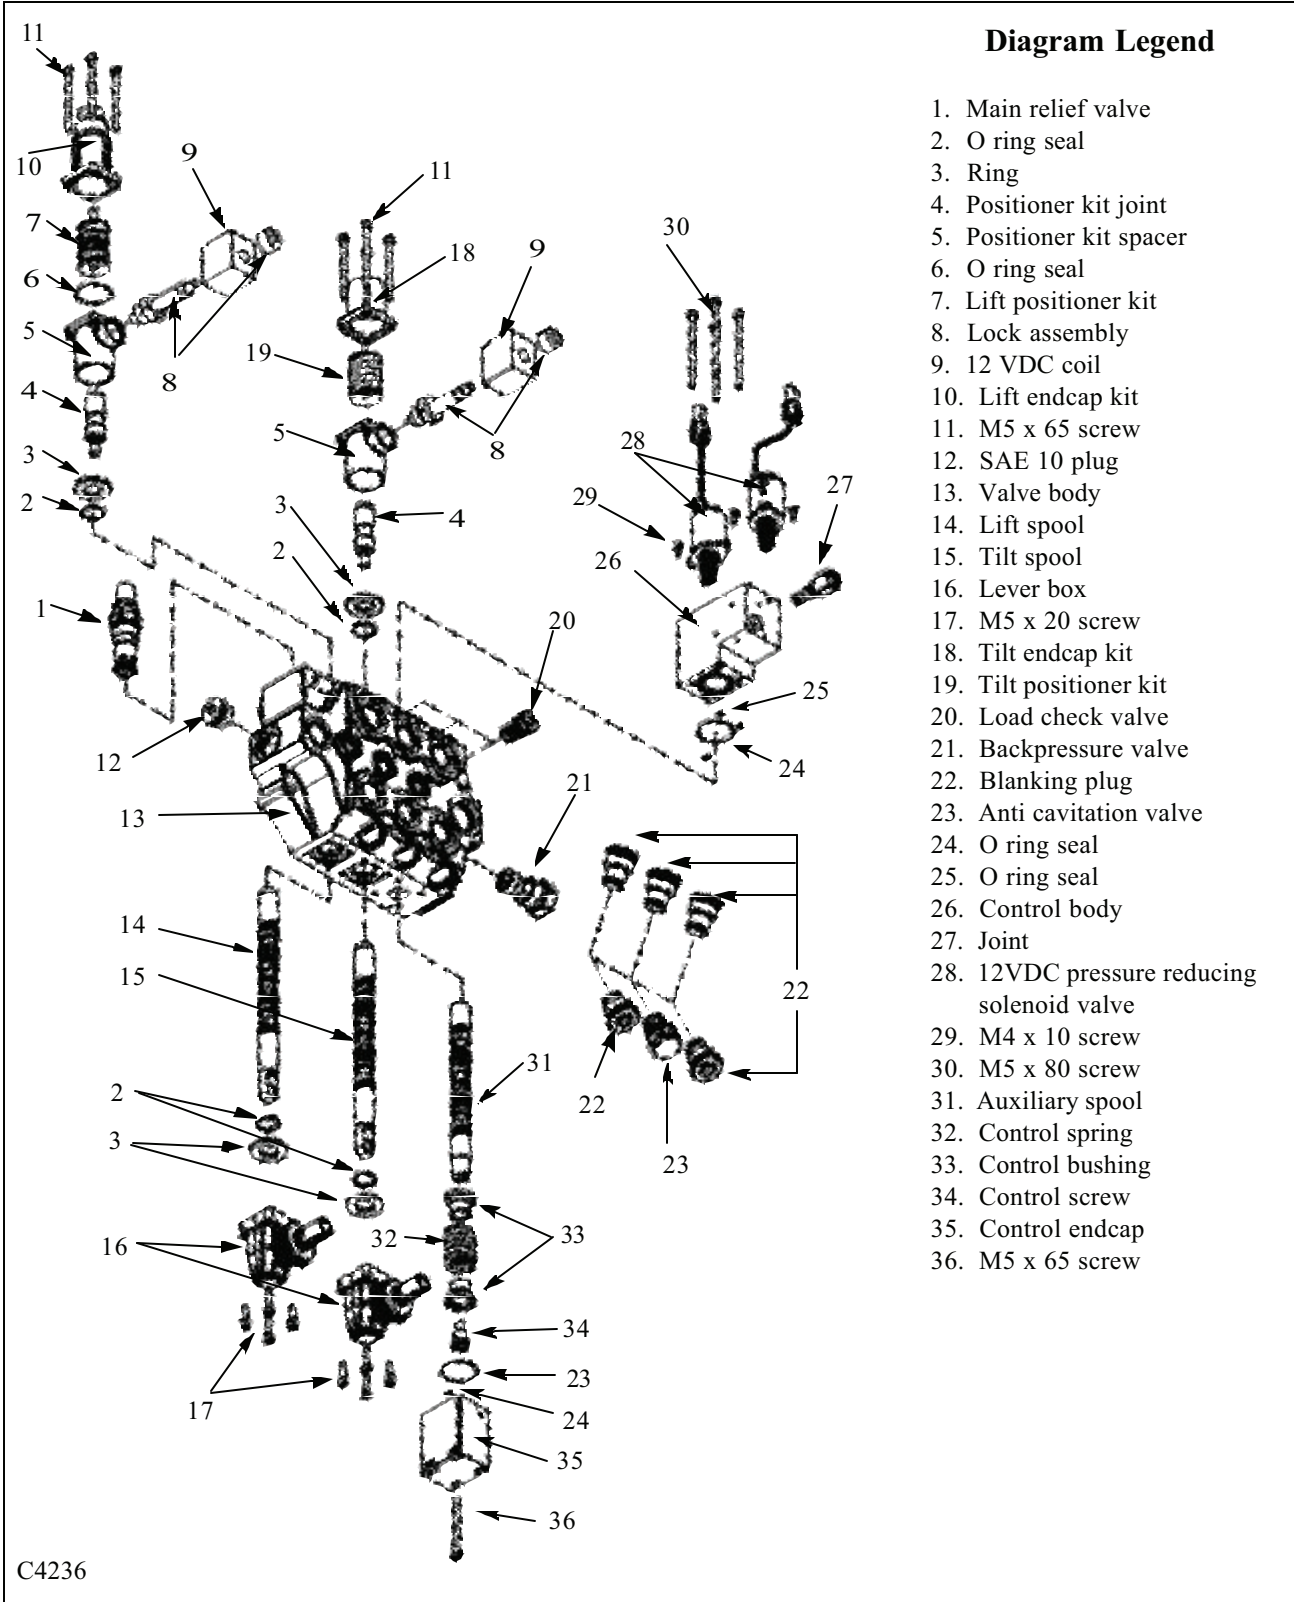 Diagram Legend
1. Main relief valve
2. O ring seal
3. Ring
4. Positioner kit joint
5. Positioner kit spacer
6. O ring seal
7. Lift positioner kit
8. Lock assembly
9. 12 VDC coil
10. Lift endcap kit
11. M5 x 65 screw
12. SAE 10 plug
13. Valve body
14. Lift spool
15. Tilt spool
16. Lever box
17. M5 x 20 screw
18. Tilt endcap kit
19. Tilt positioner kit
20. Load check valve
21. Backpressure valve
22. Blanking plug
23. Anti cavitation valve
24. O ring seal
25. O ring seal
26. Control body
27. Joint
28. 12VDC pressure reducing
solenoid valve
29. M4 x 10 screw
30. M5 x 80 screw
31. Auxiliary spool
32. Control spring
33. Control bushing
34. Control screw
35. Control endcap
36. M5 x 65 screw
11
10
9
7
6
5
8
4
3
2
1
12
13
11
18
9
19
5
8
4
3
2
20
30
28
27
29
26
25
24
21
22
22
23
14
15
31
2
3
16
32
33
17
34
23
24
35
36
C4236